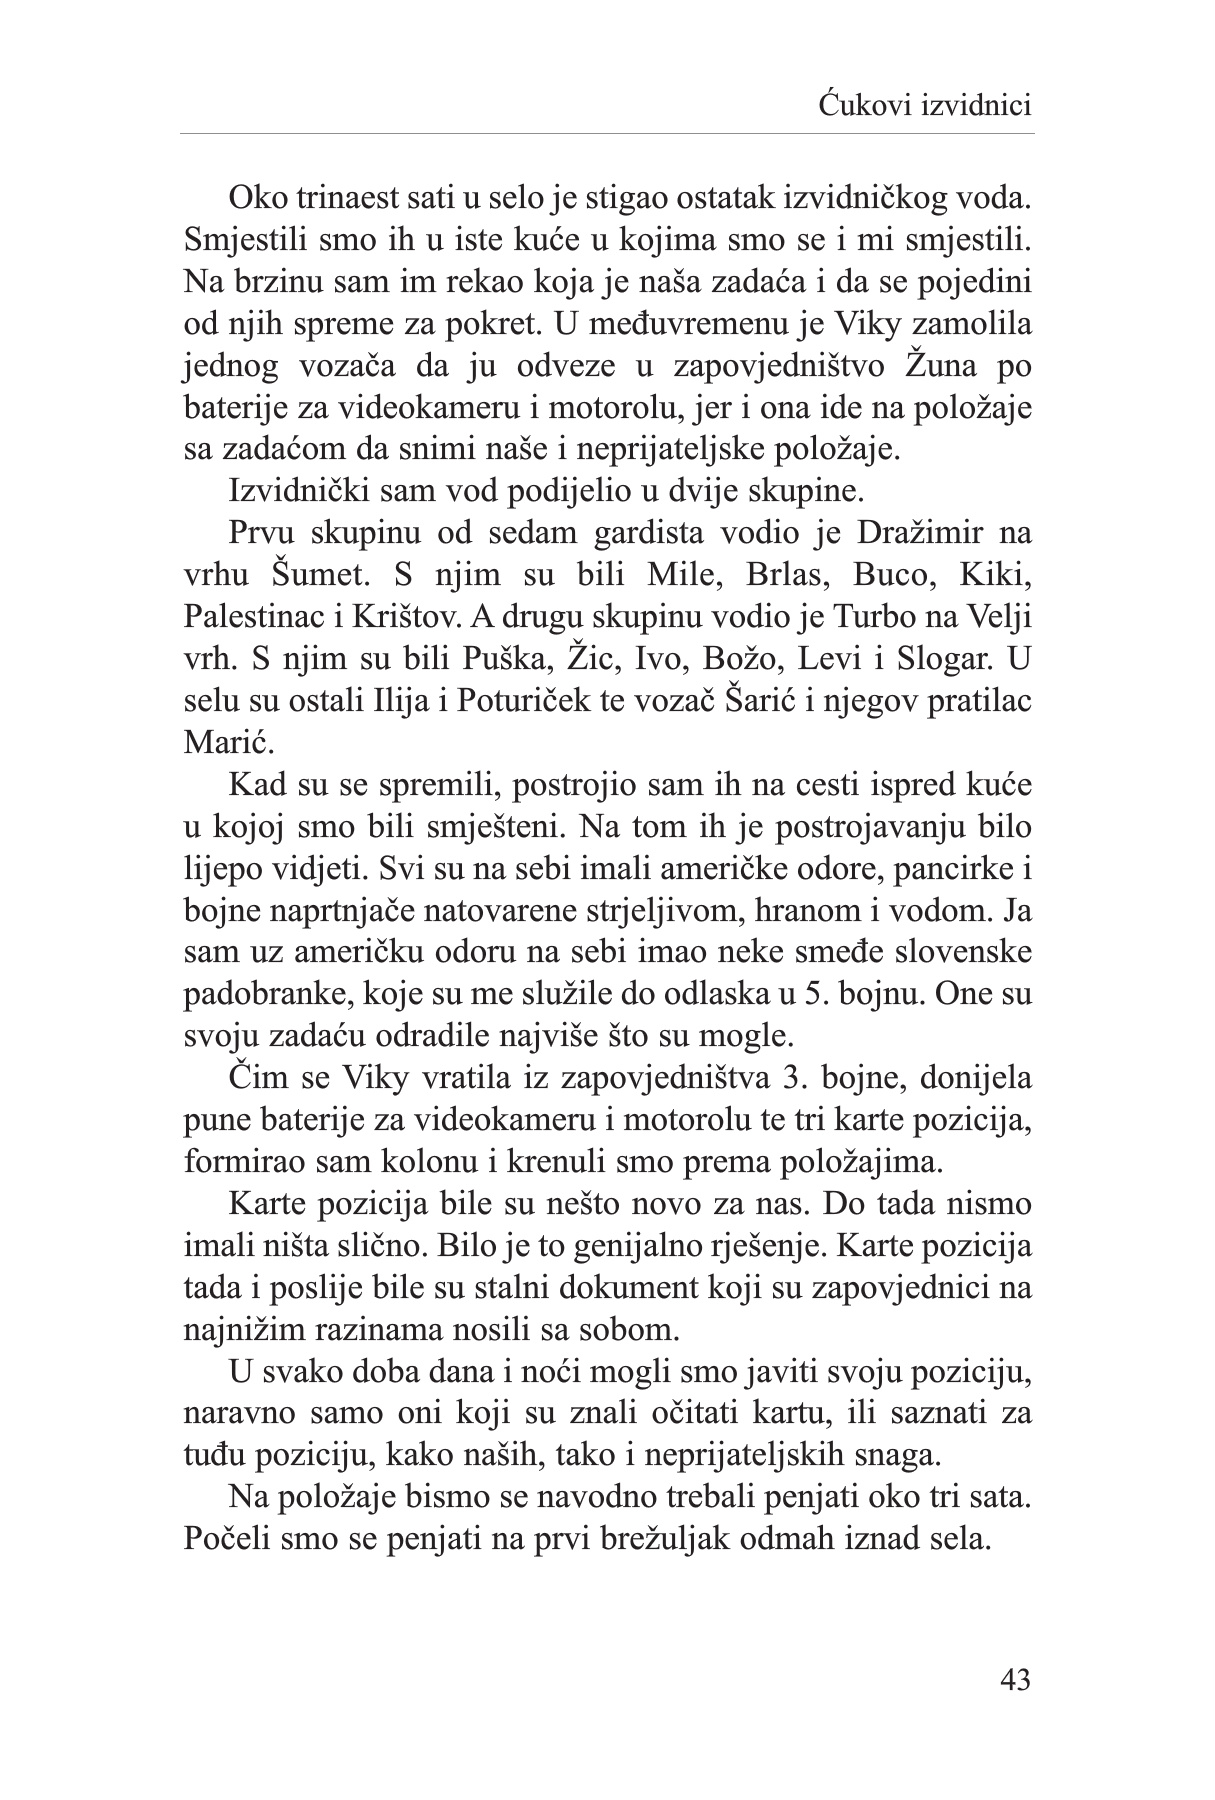 Ćukovi izvidnici
Oko trinaest sati u selo je stigao ostatak izvidničkog voda.
Smjestili smo ih u iste kuće u kojima smo se i mi smjestili.
Na brzinu sam im rekao koja je naša zadaća i da se pojedini
od njih spreme za pokret. U međuvremenu je Viky zamolila
jednog vozača da ju odveze u zapovjedništvo Žuna po
baterije za videokameru i motorolu, jer i ona ide na položaje
sa zadaćom da snimi naše i neprijateljske položaje.
Izvidnički sam vod podijelio u dvije skupine.
Prvu skupinu od sedam gardista vodio je Dražimir na
vrhu Šumet. S njim su bili Mile, Brlas, Buco, Kiki,
Palestinac i Krištov. A drugu skupinu vodio je Turbo na Velji
vrh. S njim su bili Puška, Žic, Ivo, Božo, Levi i Slogar. U
selu su ostali Ilija i Poturiček te vozač Šarić i njegov pratilac
Marić.
Kad su se spremili, postrojio sam ih na cesti ispred kuće
u kojoj smo bili smješteni. Na tom ih je postrojavanju bilo
lijepo vidjeti. Svi su na sebi imali američke odore, pancirke i
bojne naprtnjače natovarene strjeljivom, hranom i vodom. Ja
sam uz američku odoru na sebi imao neke smeđe slovenske
padobranke, koje su me služile do odlaska u 5. bojnu. One su
svoju zadaću odradile najviše što su mogle.
Čim se Viky vratila iz zapovjedništva 3. bojne, donijela
pune baterije za videokameru i motorolu te tri karte pozicija,
formirao sam kolonu i krenuli smo prema položajima.
Karte pozicija bile su nešto novo za nas. Do tada nismo
imali ništa slično. Bilo je to genijalno rješenje. Karte pozicija
tada i poslije bile su stalni dokument koji su zapovjednici na
najnižim razinama nosili sa sobom.
U svako doba dana i noći mogli smo javiti svoju poziciju,
naravno samo oni koji su znali očitati kartu, ili saznati za
tuđu poziciju, kako naših, tako i neprijateljskih snaga.
Na položaje bismo se navodno trebali penjati oko tri sata.
Počeli smo se penjati na prvi brežuljak odmah iznad sela.
43